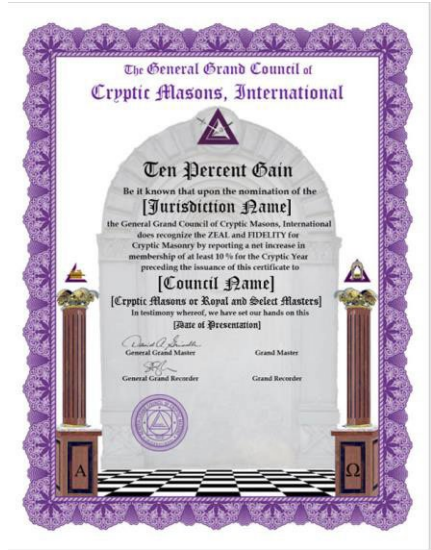 The General Grand Council of
Cryptic Masons, International
Ten Percent Gain
Be it known that upon the nomination of the
[Jurisdiction Name]
the General Grand Council of Cryptic Masons, International
does recognize the ZEAL and FIDELITY for
Cryptic Masonry by reporting a net increase in
membership of at least 10 % for the Cryptic Year
preceding the issuance of this certificate to
[Council Name]
[Cryptic Masons or Royal and Select Masters]
In testimony whereof, we have set our hands on this
[Date of Presentation]
General Grand Master Grand Master
General Grand Recorder Grand Recorder
Α Ω